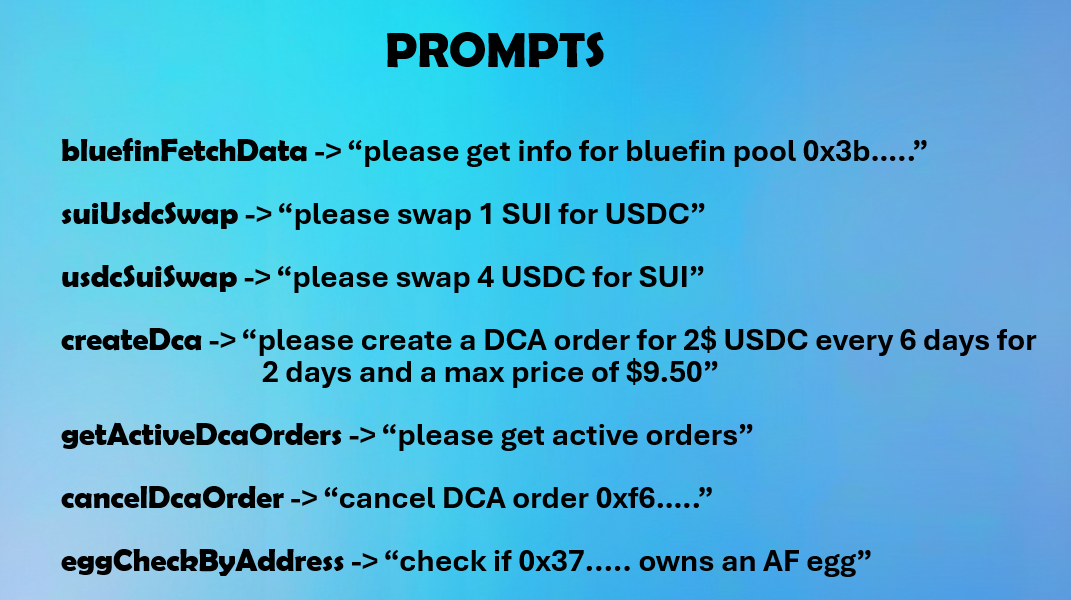 PROMPTS
bluefinFetchData -> “please get info for bluefin pool 0x3b.....”
suiUsdcSwap -> “please swap 1 SUI for USDC”
usdcSuiSwap -> “please swap 4 USDC for SUI”
createDca -> “please create a DCA order for 2$ USDC every 6 days for
2 days and a max price of $9.50”
getActiveDcaOrders -> “please get active orders”
cancelDcaOrder -> “cancel DCA order 0xf6.....”
eggCheckByAddress -> “check if 0x37..... owns an AF egg”